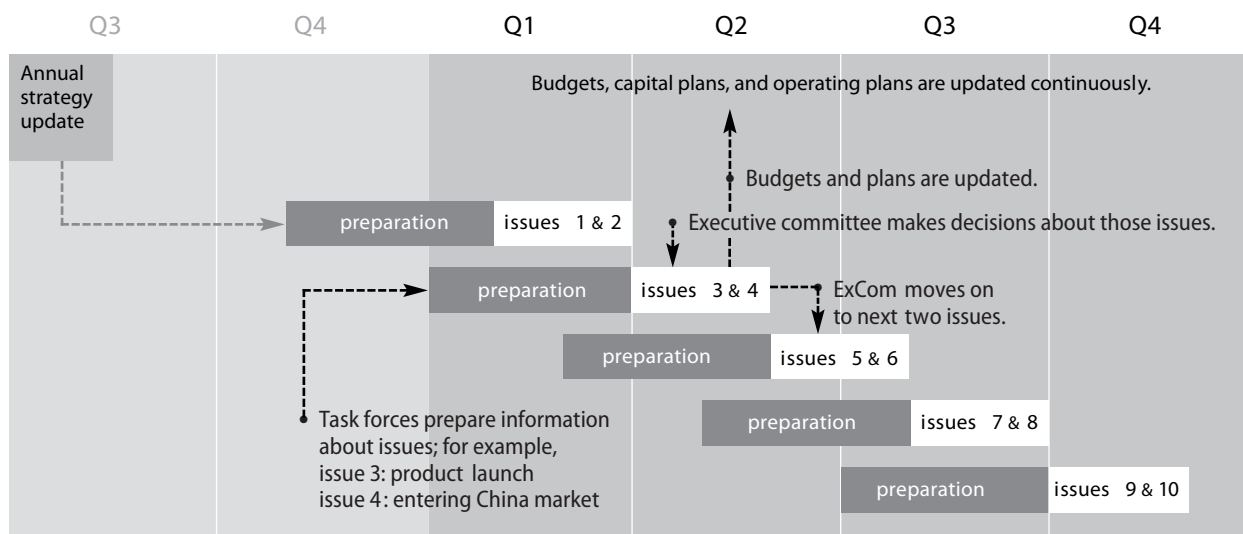 Q3 Q4 Q1 Q2 Q3 Q4
Annual
strategy
update
Budgets, capital plans, and operating plans are updated continuously.
Budgets and plans are updated.
preparation issues 1 & 2
Executive committee makes decisions about those issues.
preparation issues 3 & 4
ExCom moves on
to next two issues.
preparation issues 5 & 6
Task forces prepare information
about issues; for example,
issue 3: product launch
issue 4: entering China market
preparation issues 7 & 8
preparation issues 9 & 10